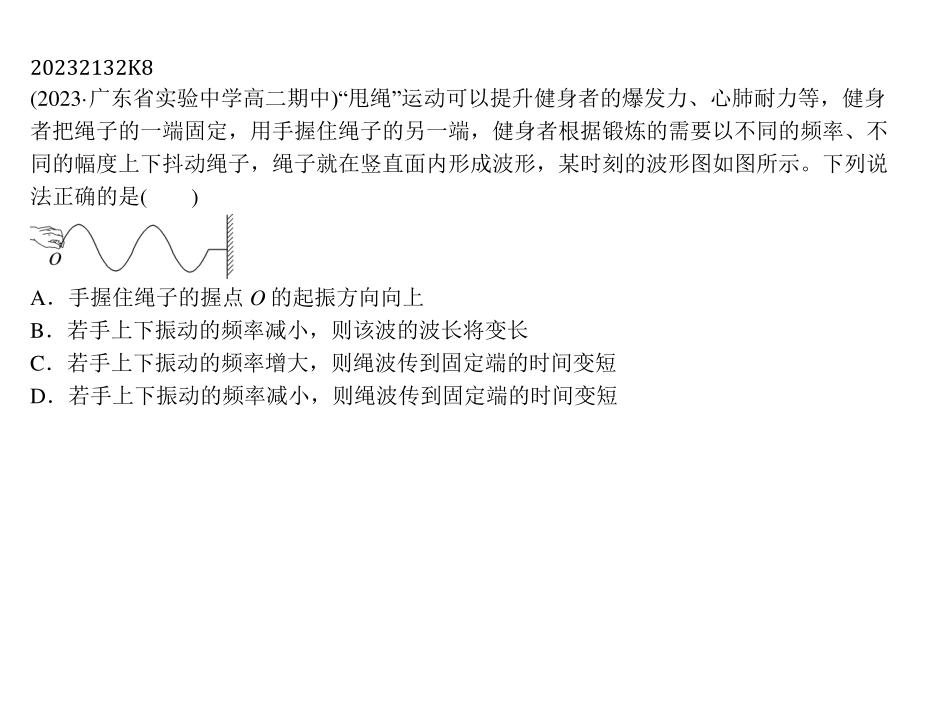 20232132K8
(2023·广东省实验中学高二期中)“甩绳”运动可以提升健身者的爆发力、心肺耐力等，健身
者把绳子的一端固定，用手握住绳子的另一端，健身者根据锻炼的需要以不同的频率、不
同的幅度上下抖动绳子，绳子就在竖直面内形成波形，某时刻的波形图如图所示。下列说
法正确的是(　　)
O
A．手握住绳子的握点 O 的起振方向向上
B．若手上下振动的频率减小，则该波的波长将变长
C．若手上下振动的频率增大，则绳波传到固定端的时间变短
D．若手上下振动的频率减小，则绳波传到固定端的时间变短